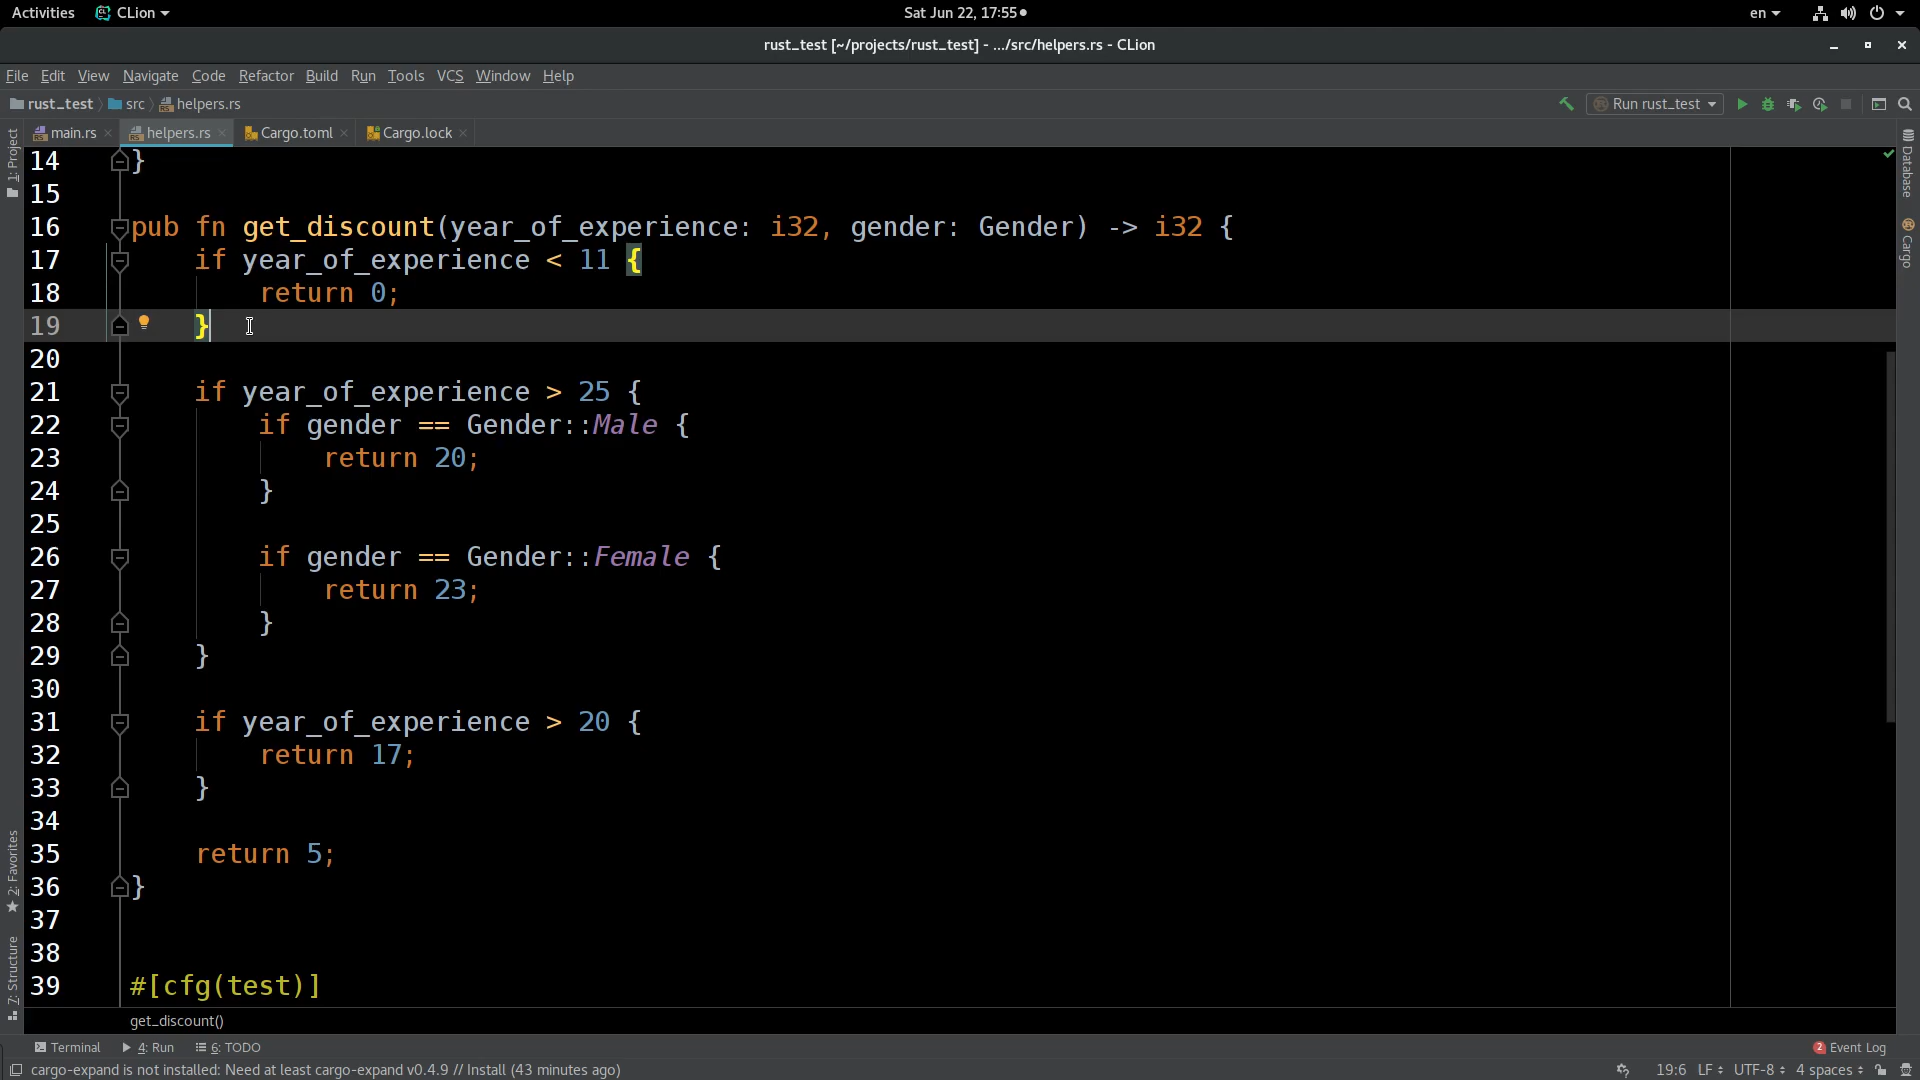 Activities CLion Sat Jun 22, 17:55 en
rust_test [~/projects/rust_test] - .../src/helpers.rs - CLion
File Edit View Navigate Code Refactor Build Run Tools VCS Window Help
rust_test src helpers.rs Run rust_test
main.rs helpers.rs Cargo.toml Cargo.lock
1: Project
Database
Cargo
2: Favorites
7: Structure
14 }
15
16 pub fn get_discount(year_of_experience: i32, gender: Gender) -> i32 {
17 if year_of_experience < 11 {
18 return 0;
19 }
20
21 if year_of_experience > 25 {
22 if gender == Gender::Male {
23 return 20;
24 }
25
26 if gender == Gender::Female {
27 return 23;
28 }
29 }
30
31 if year_of_experience > 20 {
32 return 17;
33 }
34
35 return 5;
36 }
37
38
39 #[cfg(test)]
get_discount()
Terminal 4: Run 6: TODO 2 Event Log
cargo-expand is not installed: Need at least cargo-expand v0.4.9 // Install (43 minutes ago) 19:6 LF UTF-8 4 spaces